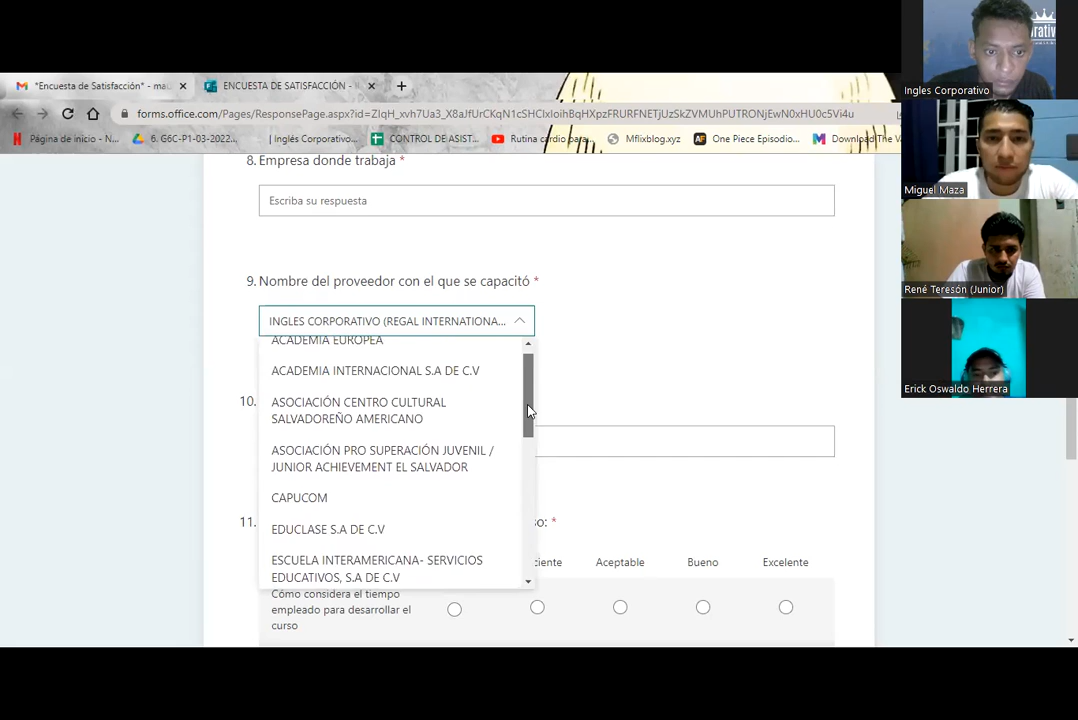 *Encuesta de Satisfacción* - ma...
ENCUESTA DE SATISFACCIÓN -
forms.office.com/Pages/ResponsePage.aspx?id=
Página de inicio - N...
6. G6C-P1-03-2022...
| Inglés Corporativo...
CONTROL DE ASIST...
Rutina cardio para
Mflixblog.xyz
One Piece Episodio...
Download The Va
8. Empresa donde trabaja *
Escriba su respuesta
9. Nombre del proveedor con el que se capacitó *
INGLES CORPORATIVO (REGAL INTERNATIONA...
ACADEMIA EUROPEA
ACADEMIA INTERNACIONAL S.A DE C.V
ASOCIACIÓN CENTRO CULTURAL
SALVADOREÑO AMERICANO
10.
ASOCIACIÓN PRO SUPERACIÓN JUVENIL /
JUNIOR ACHIEVEMENT EL SALVADOR
CAPUCOM
11.
so: *
EDUCLASE S.A DE C.V
ESCUELA INTERAMERICANA- SERVICIOS
EDUCATIVOS, S.A DE C.V
ciente
Aceptable
Bueno
Excelente
Cómo considera el tiempo
empleado para desarrollar el
curso
Ingles Corporativo
Miguel Maza
René Teresón (Junior)
Erick Oswaldo Herrera